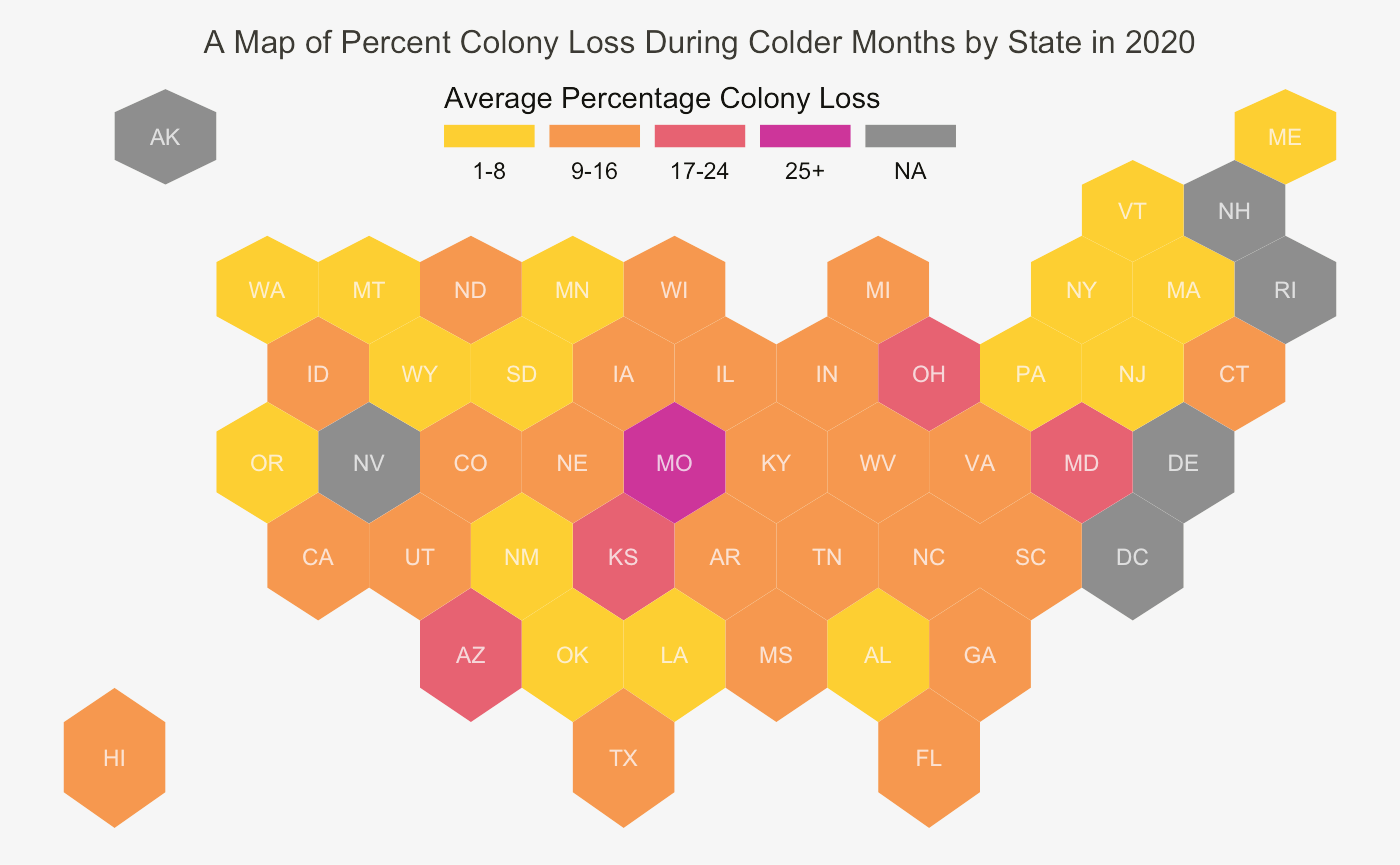 A Map of Percent Colony Loss During Colder Months by State in 2020
Average Percentage Colony Loss
1-8 9-16 17-24 25+ NA
AK ME
VT NH
WA MT ND MN WI MI NY MA RI
ID WY SD IA IL IN OH PA NJ CT
OR NV CO NE MO KY WV VA MD DE
CA UT NM KS AR TN NC SC DC
AZ OK LA MS AL GA
HI TX FL